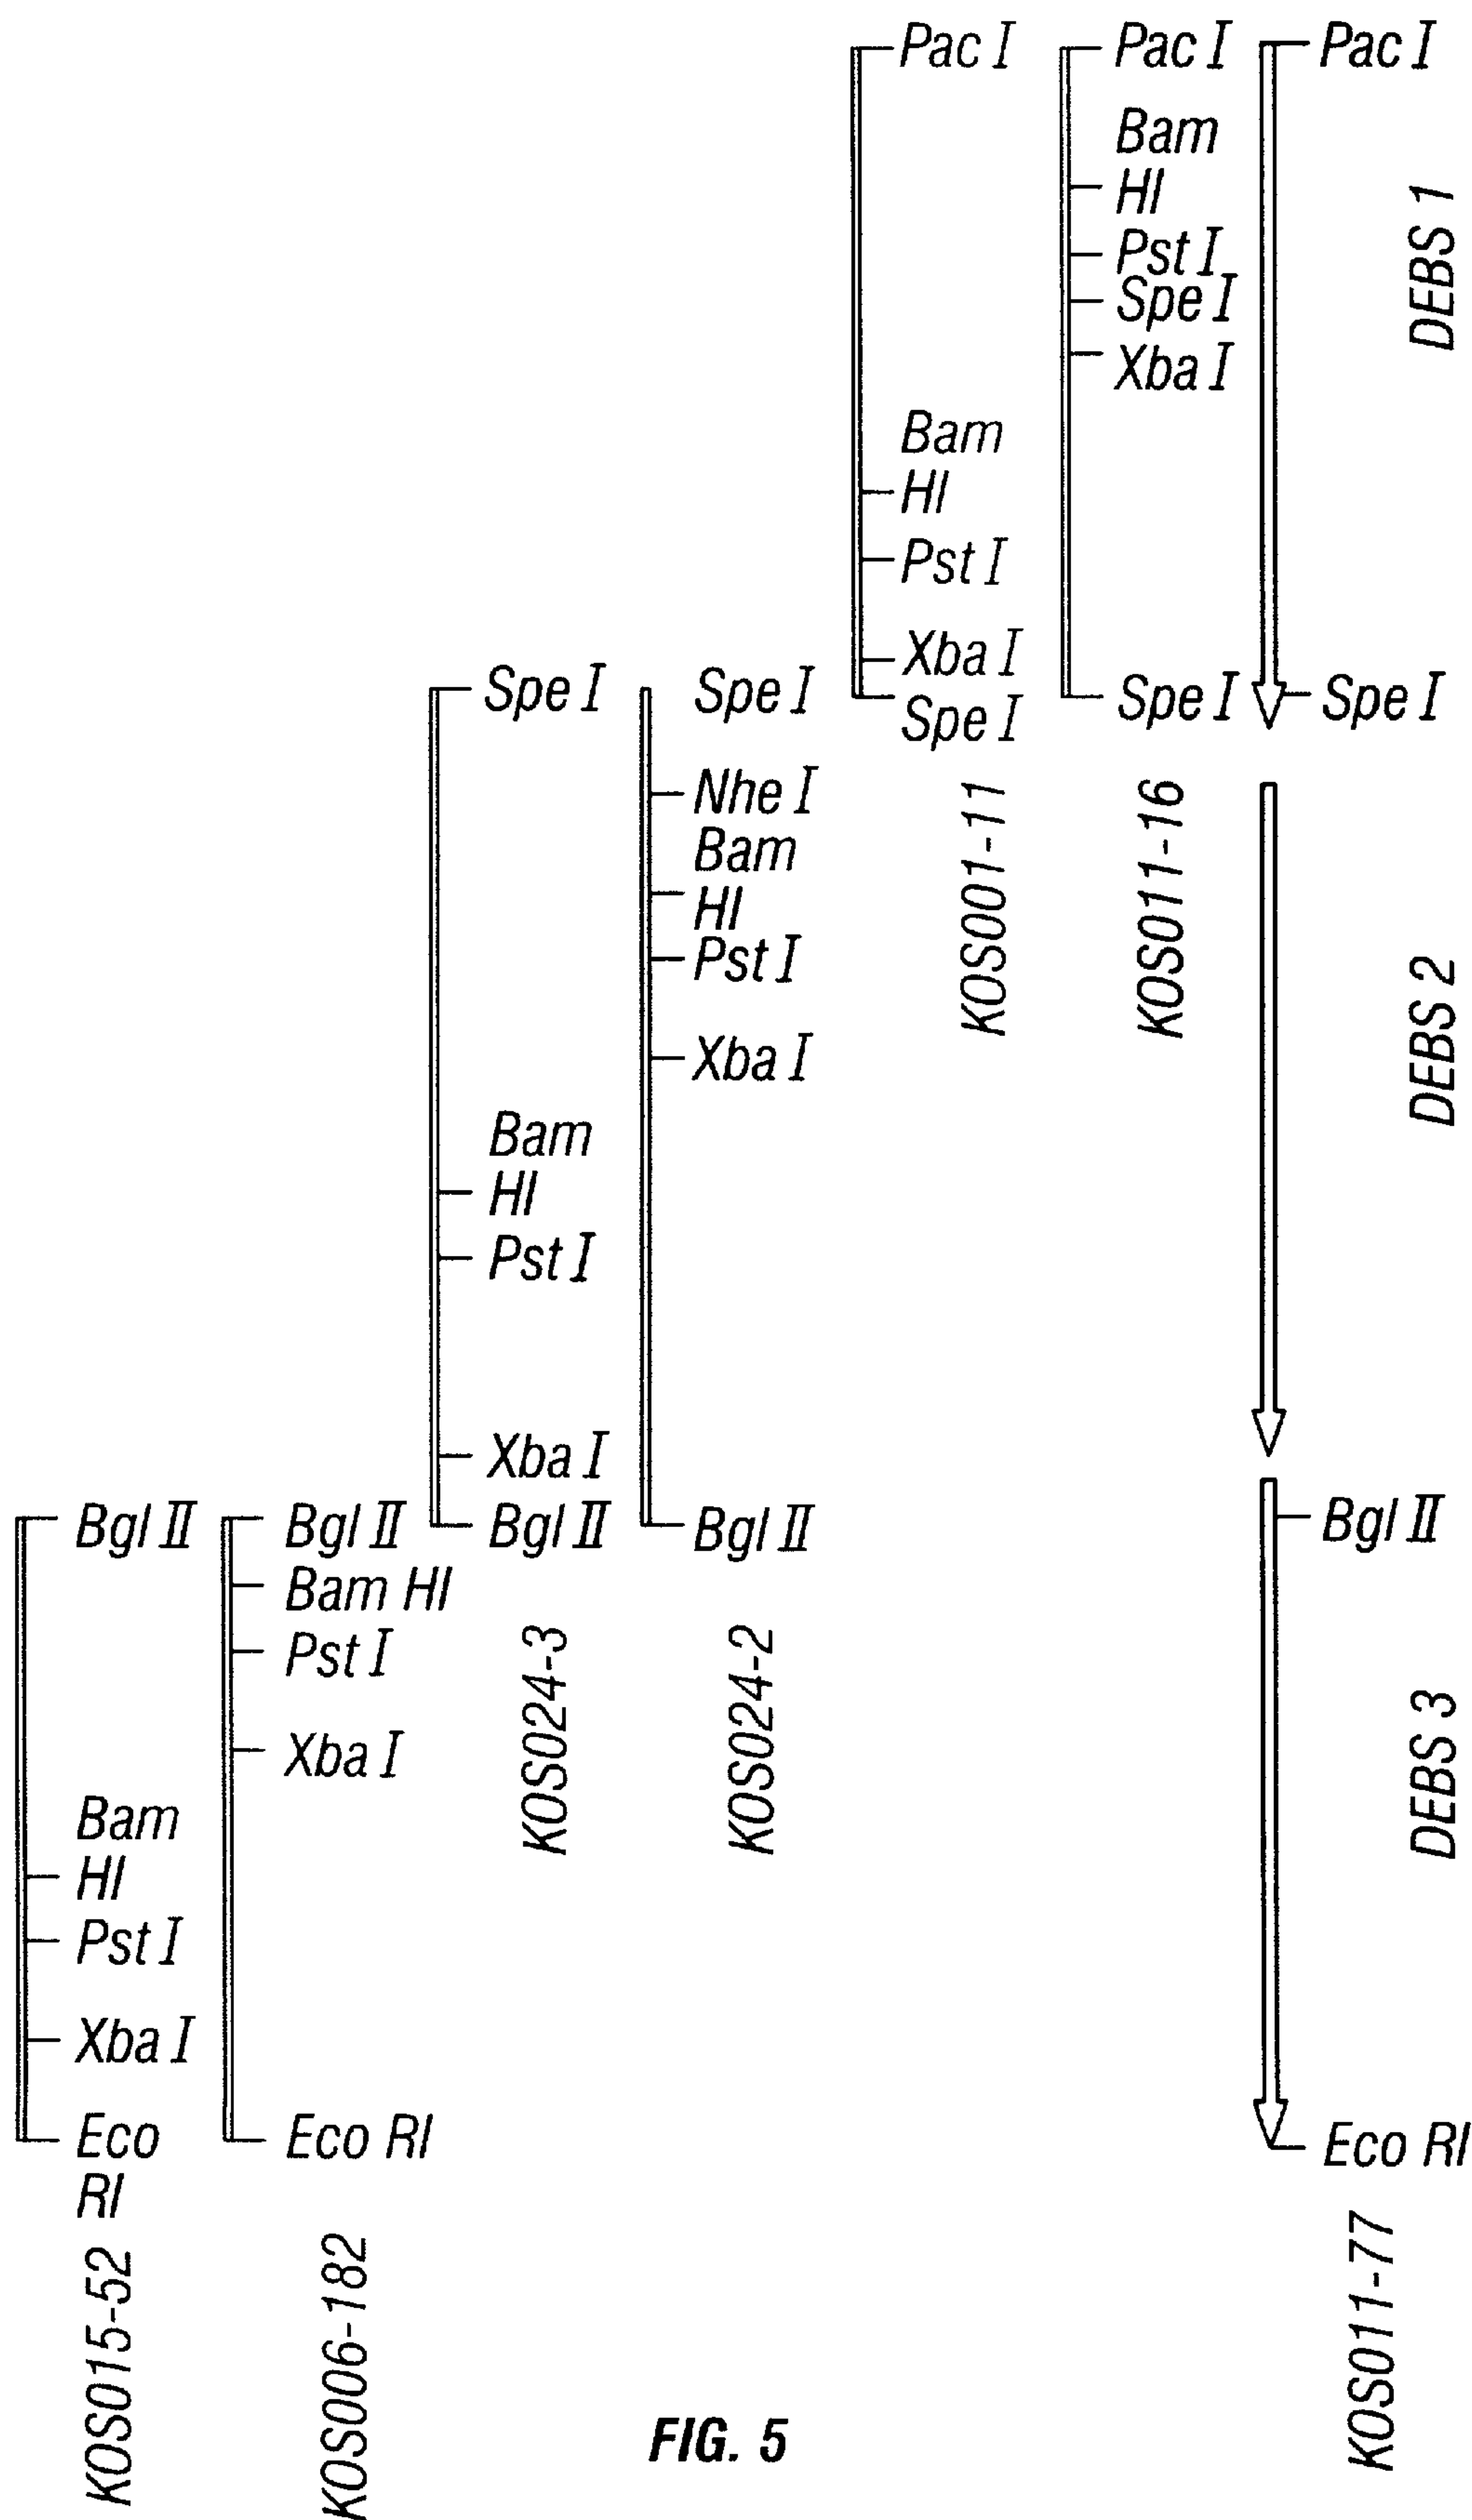 Pac I
Bam
HI
Pst I
Xba I
Spe I
KOS001-11
Pac I
Bam
HI
Pst I
Spe I
Xba I
Spe I
KOS011-16
Pac I
DEBS 1
Spe I
DEBS 2
Bgl II
DEBS 3
Eco RI
KOS011-77
Spe I
Bam
HI
Pst I
Xba I
Bgl II
KOS024-3
Spe I
Nhe I
Bam
HI
Pst I
Xba I
Bgl II
KOS024-2
Bgl II
Bam
HI
Pst I
Xba I
Eco
RI
KOS015-52
Bgl II
Bam HI
Pst I
Xba I
Eco RI
KOS006-182
FIG. 5